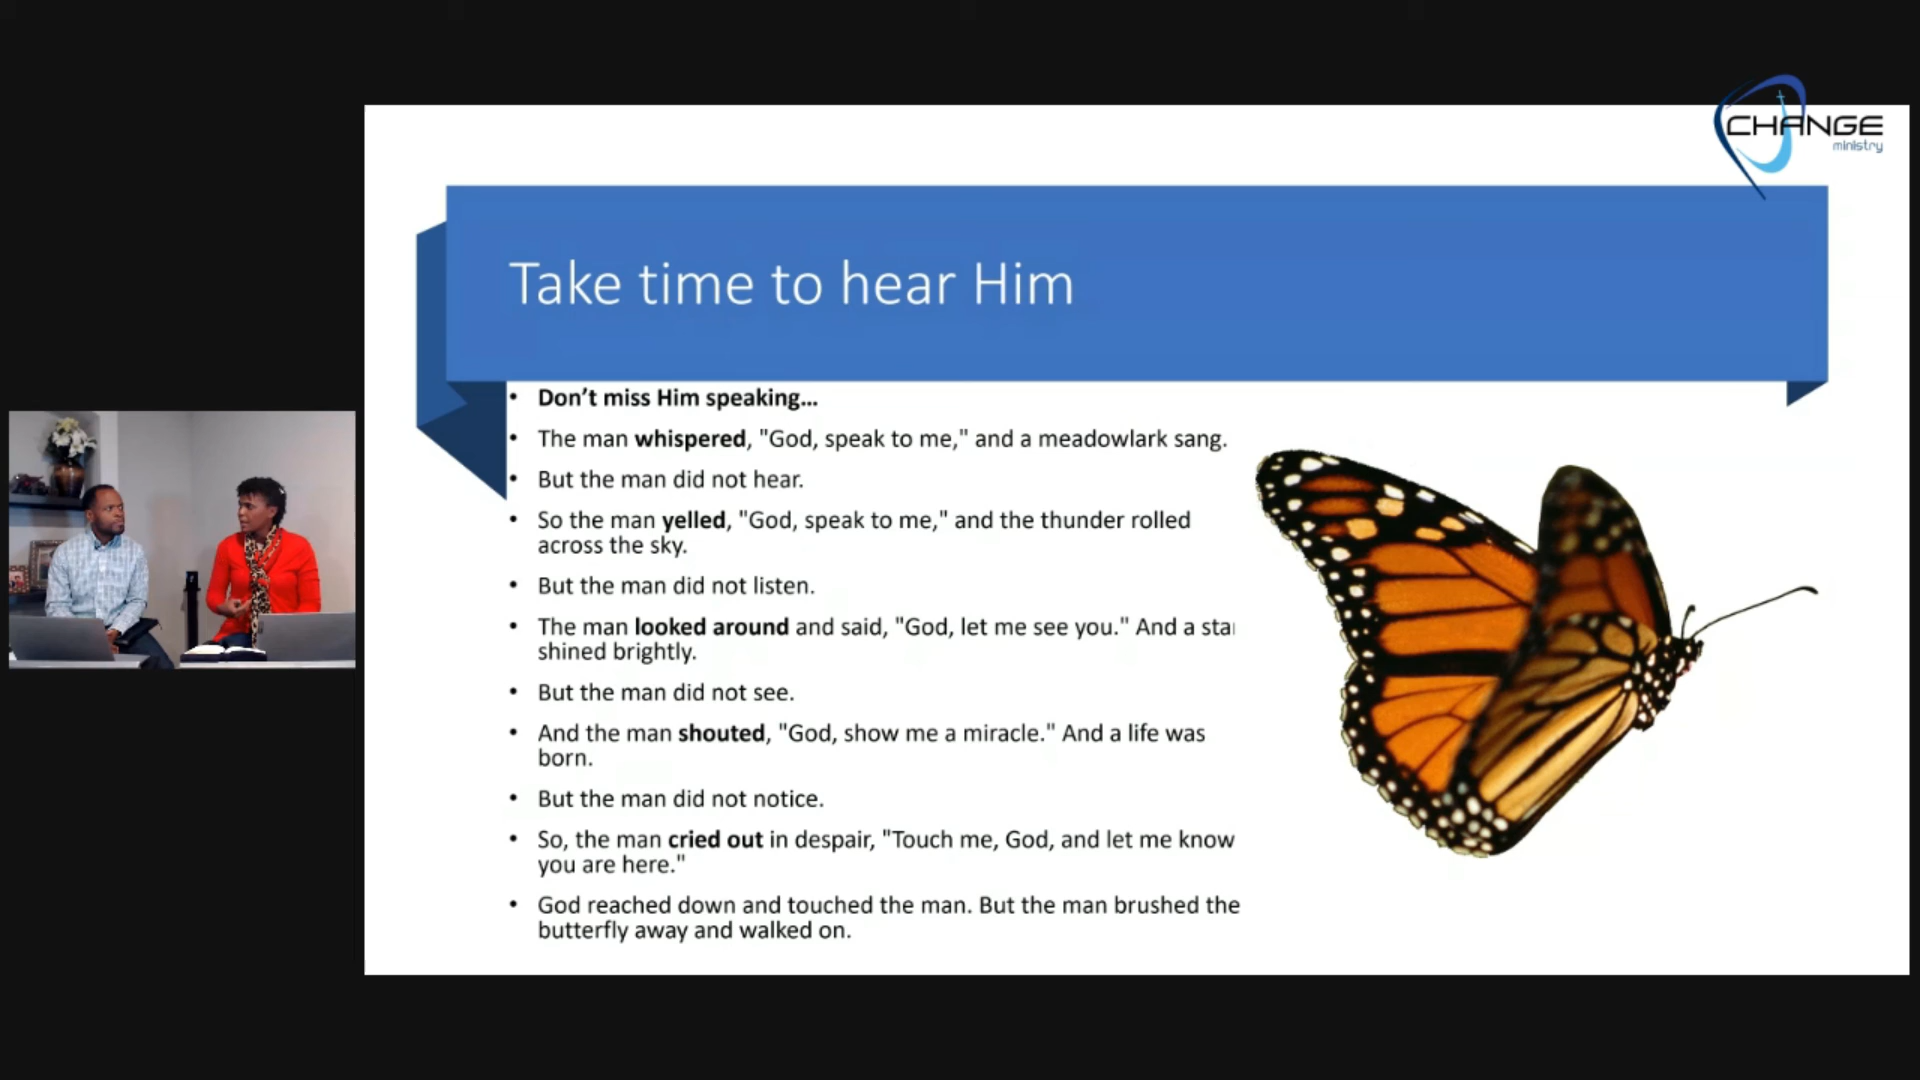 CHANGE
ministry
Take time to hear Him
• Don’t miss Him speaking...
• The man whispered, "God, speak to me," and a meadowlark sang.
• But the man did not hear.
• So the man yelled, "God, speak to me," and the thunder rolled
across the sky.
• But the man did not listen.
• The man looked around and said, "God, let me see you." And a star
shined brightly.
• But the man did not see.
• And the man shouted, "God, show me a miracle." And a life was
born.
• But the man did not notice.
• So, the man cried out in despair, "Touch me, God, and let me know
you are here."
• God reached down and touched the man. But the man brushed the
butterfly away and walked on.